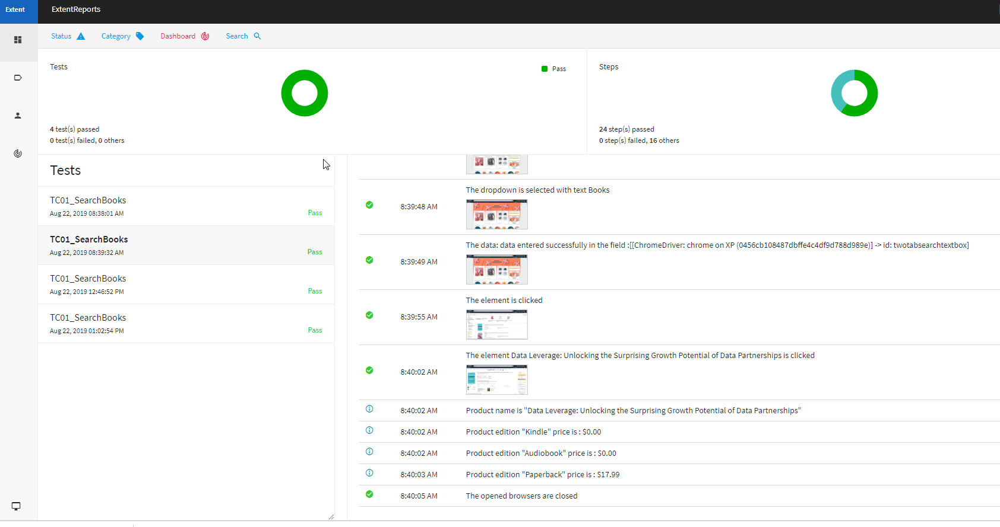 Extent
ExtentReports
Status
Category
Dashboard
Search
Tests
Pass
4 test(s) passed
0 test(s) failed, 0 others
Steps
24 step(s) passed
0 step(s) failed, 16 others
Tests
TC01_SearchBooks
Aug 22, 2019 08:38:01 AM
Pass
TC01_SearchBooks
Aug 22, 2019 08:39:32 AM
Pass
TC01_SearchBooks
Aug 22, 2019 12:46:52 PM
Pass
TC01_SearchBooks
Aug 22, 2019 01:02:54 PM
Pass
8:39:48 AM
The dropdown is selected with text Books
8:39:49 AM
The data: data entered successfully in the field :[[ChromeDriver: chrome on XP (0456cb108487dbffe4c4df9d788d989e)] -> id: twotabsearchtextbox]
8:39:55 AM
The element is clicked
8:40:02 AM
The element Data Leverage: Unlocking the Surprising Growth Potential of Data Partnerships is clicked
8:40:02 AM
Product name is "Data Leverage: Unlocking the Surprising Growth Potential of Data Partnerships"
8:40:02 AM
Product edition "Kindle" price is : $0.00
8:40:02 AM
Product edition "Audiobook" price is : $0.00
8:40:03 AM
Product edition "Paperback" price is : $17.99
8:40:05 AM
The opened browsers are closed